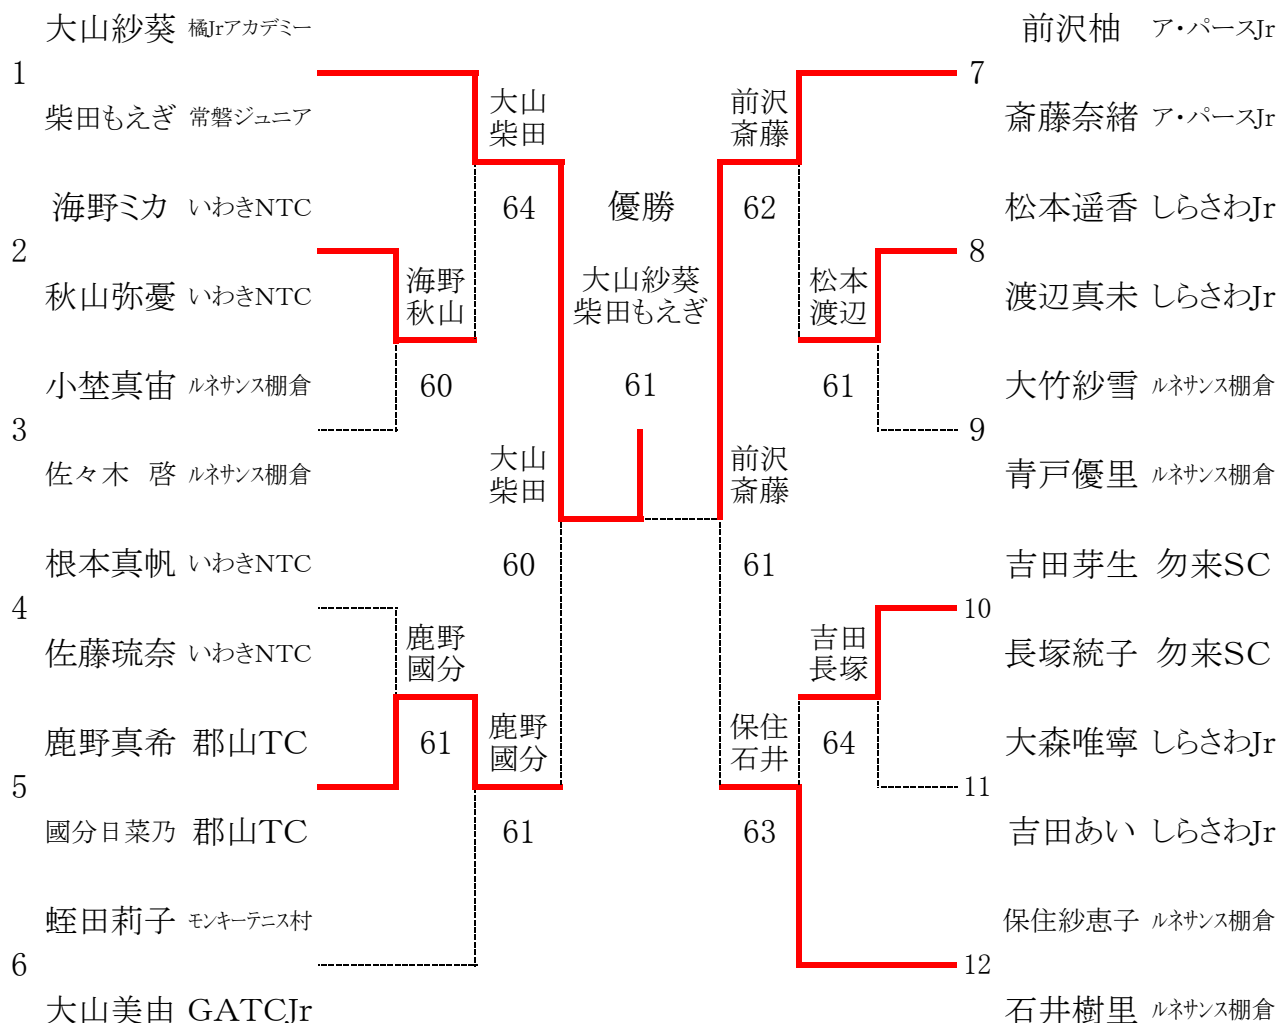 大山紗葵 橘Jrアカデミー
1
柴田もえぎ 常磐ジュニア
海野ミカ いわきNTC
2
秋山弥憂 いわきNTC
小埜真宙 ルネサンス棚倉
3
佐々木 啓 ルネサンス棚倉
根本真帆 いわきNTC
4
佐藤琉奈 いわきNTC
鹿野真希 郡山TC
5
國分日菜乃 郡山TC
蛭田莉子 モンキーテニス村
6
大山美由 GATCJr
海野
秋山
60
鹿野
國分
61
大山
柴田
64
鹿野
國分
61
大山
柴田
60
優勝
大山紗葵
柴田もえぎ
61
前沢
斎藤
61
前沢
斎藤
62
保住
石井
63
松本
渡辺
61
吉田
長塚
64
前沢柚 ア・パースJr
7
斎藤奈緒 ア・パースJr
松本遥香 しらさわJr
8
渡辺真未 しらさわJr
大竹紗雪 ルネサンス棚倉
9
青戸優里 ルネサンス棚倉
吉田芽生 勿来SC
10
長塚統子 勿来SC
大森唯寧 しらさわJr
11
吉田あい しらさわJr
保住紗恵子 ルネサンス棚倉
12
石井樹里 ルネサンス棚倉